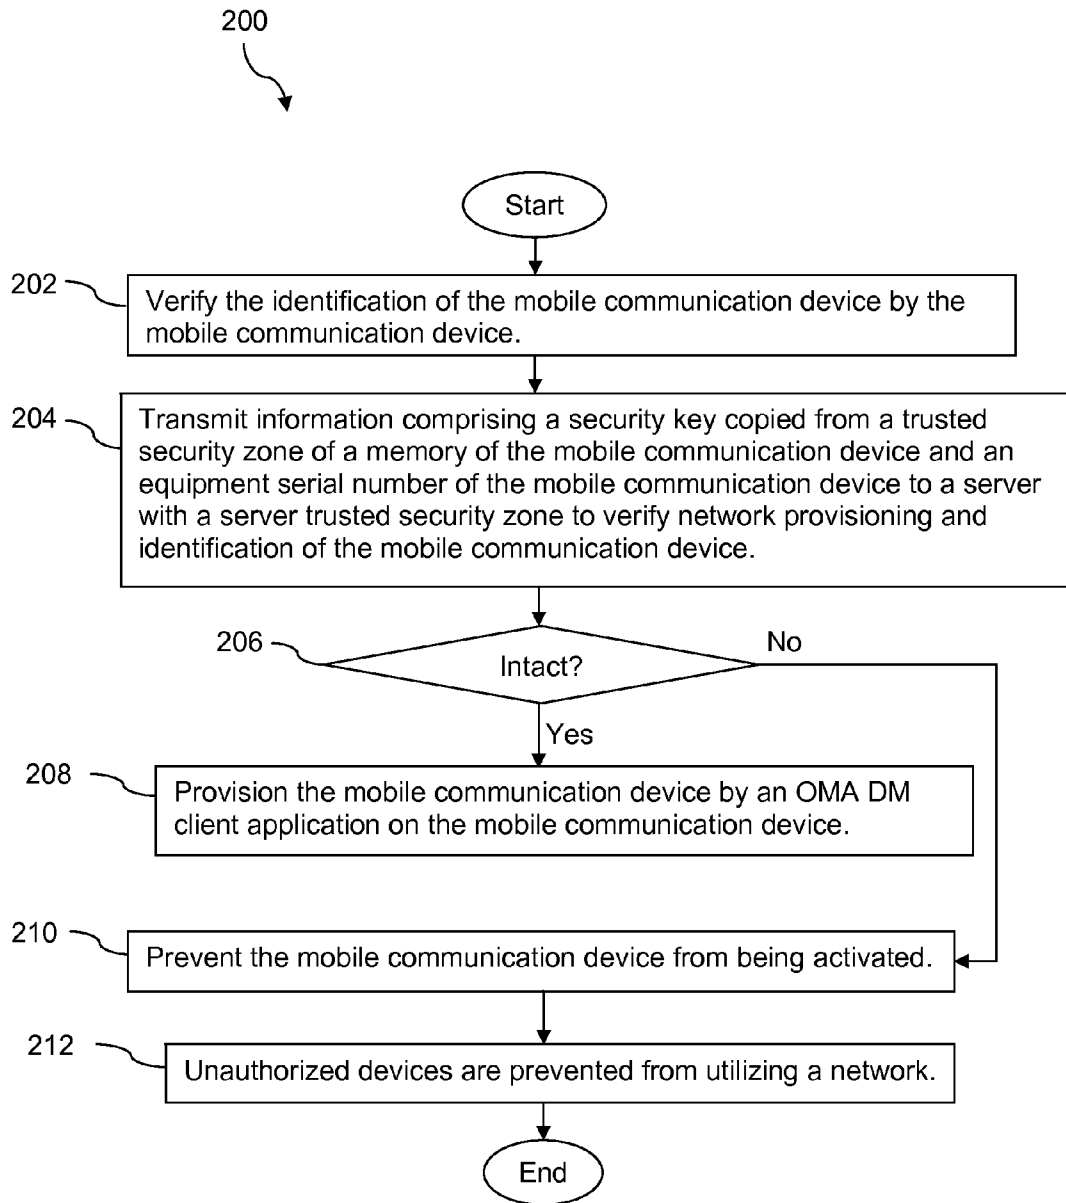 200
Start
202
Verify the identification of the mobile communication device by the
mobile communication device.
204
Transmit information comprising a security key copied from a trusted
security zone of a memory of the mobile communication device and an
equipment serial number of the mobile communication device to a server
with a server trusted security zone to verify network provisioning and
identification of the mobile communication device.
206
Intact?
No
Yes
208
Provision the mobile communication device by an OMA DM
client application on the mobile communication device.
210
Prevent the mobile communication device from being activated.
212
Unauthorized devices are prevented from utilizing a network.
End